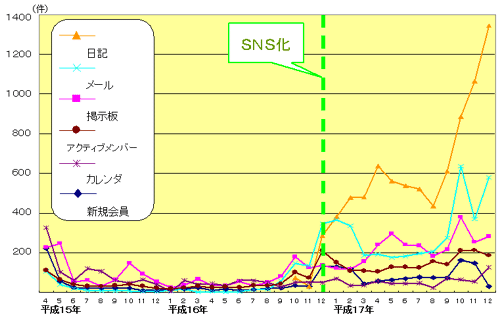 (件)
1400
1200
1000
800
600
400
200
日記
メール
掲示板
アクティブメンバー
カレンダ
新規会員
SNS化
4 5 6 7 8 9 10 11 12 1 2 3 4 5 6 7 8 9 10 11 12 1 2 3 4 5 6 7 8 9 10 11 12
平成15年 平成16年 平成17年